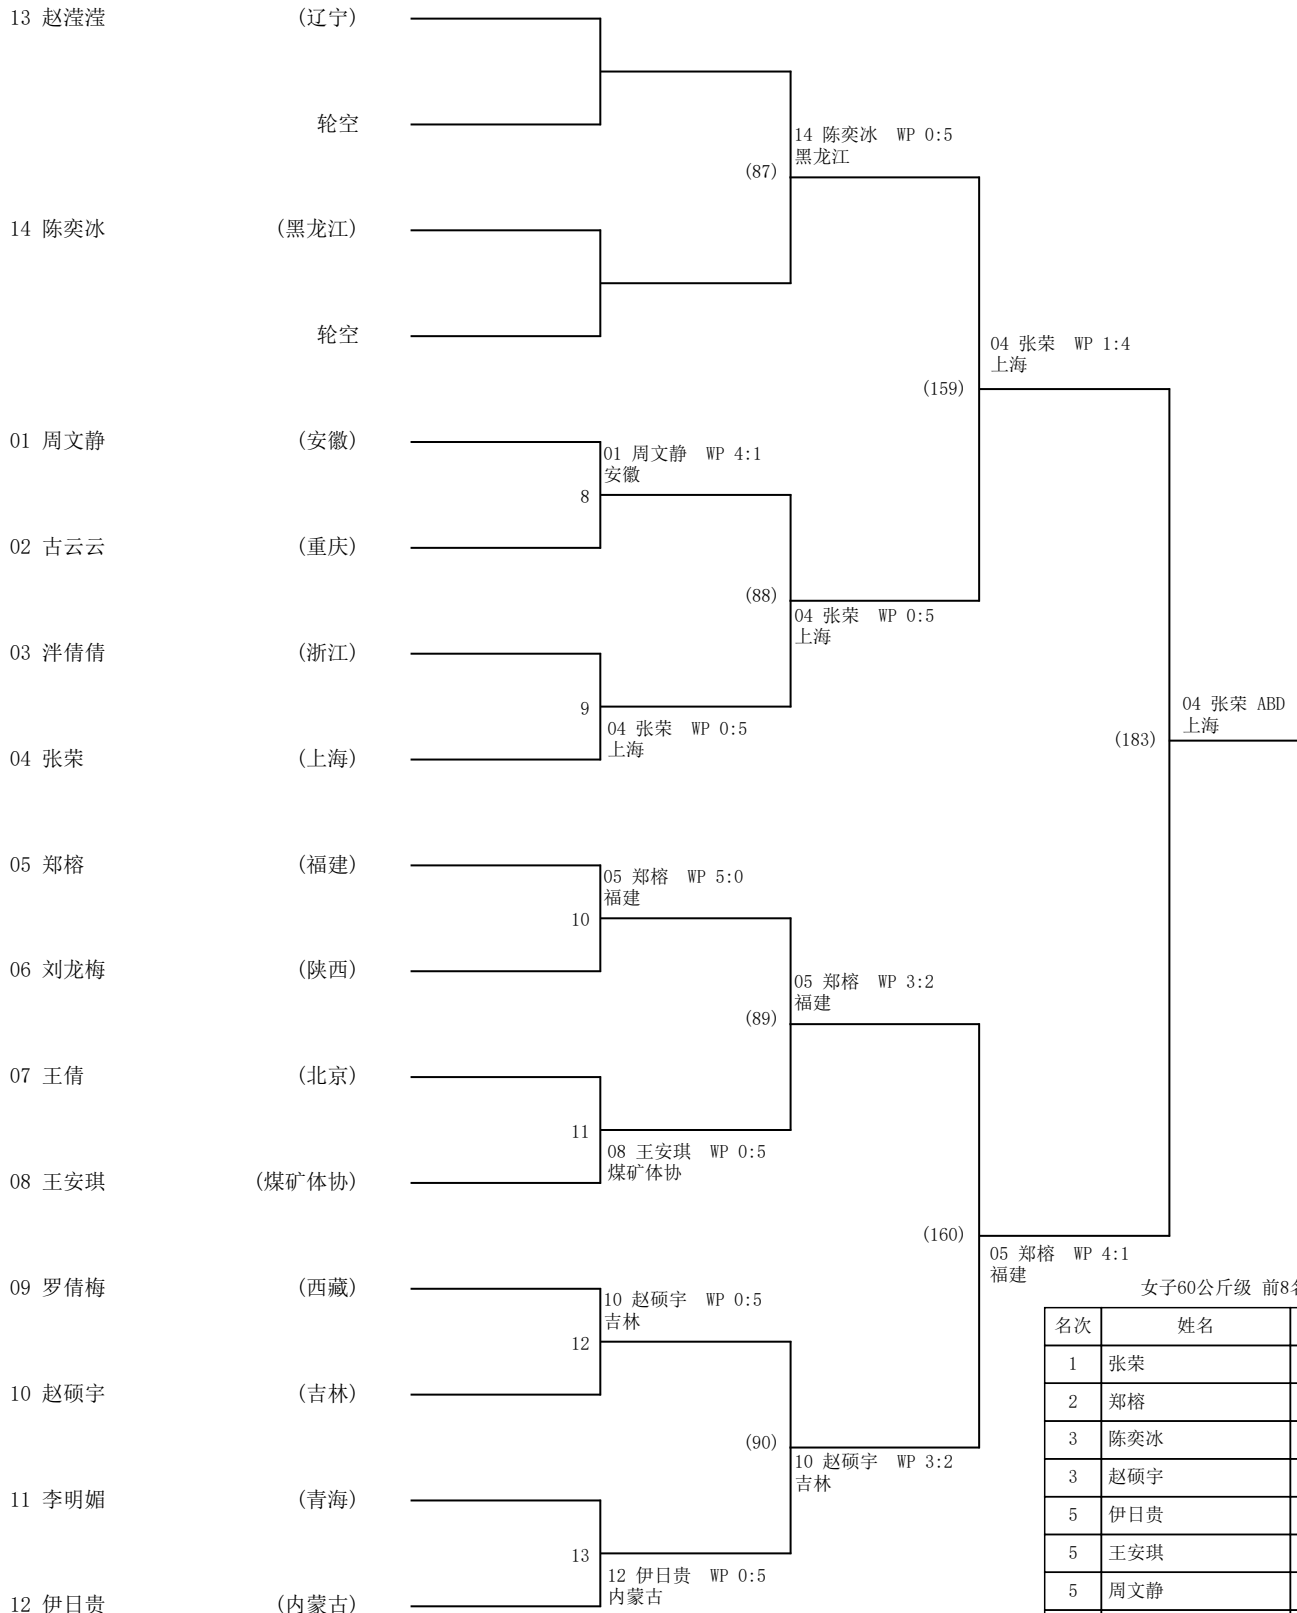 13 赵滢滢 (辽宁)
轮空
14 陈奕冰 WP 0:5
黑龙江
(87)
14 陈奕冰 (黑龙江)
轮空
04 张荣 WP 1:4
上海
(159)
01 周文静 (安徽)
01 周文静 WP 4:1
安徽
8
02 古云云 (重庆)
(88)
04 张荣 WP 0:5
上海
03 泮倩倩 (浙江)
9
04 张荣 WP 0:5
上海
04 张荣 (上海)
04 张荣 ABD
上海
(183)
05 郑榕 (福建)
05 郑榕 WP 5:0
福建
10
06 刘龙梅 (陕西)
05 郑榕 WP 3:2
福建
(89)
07 王倩 (北京)
11
08 王安琪 WP 0:5
煤矿体协
08 王安琪 (煤矿体协)
(160)
05 郑榕 WP 4:1
福建
09 罗倩梅 (西藏)
10 赵硕宇 WP 0:5
吉林
12
10 赵硕宇 (吉林)
(90)
10 赵硕宇 WP 3:2
吉林
11 李明媚 (青海)
13
12 伊日贵 WP 0:5
内蒙古
12 伊日贵 (内蒙古)
女子60公斤级 前8名
名次 姓名
1 张荣
2 郑榕
3 陈奕冰
3 赵硕宇
5 伊日贵
5 王安琪
5 周文静